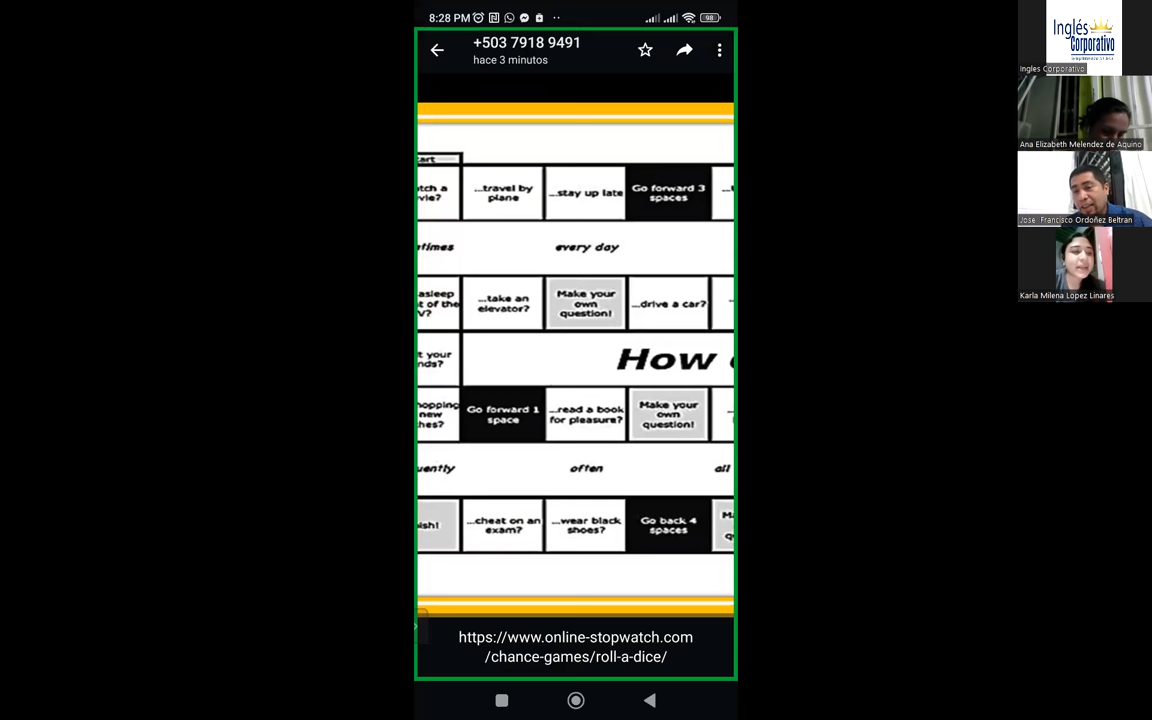 8:28 PM
98
+503 7918 9491
hace 3 minutos
...travel by plane
...stay up late
Go forward 3 spaces
every day
...take an elevator?
Make your own question!
...drive a car?
How
Go forward 1 space
...read a book for pleasure?
Make your own question!
often
all
...cheat on an exam?
...wear black shoes?
Go back 4 spaces
https://www.online-stopwatch.com
/chance-games/roll-a-dice/
Inglés
Corporativo
Ingles Corporativo
Ana Elizabeth Melendez de Aquino
Jose Francisco Ordoñez Beltran
Karla Milena Lopez Linares